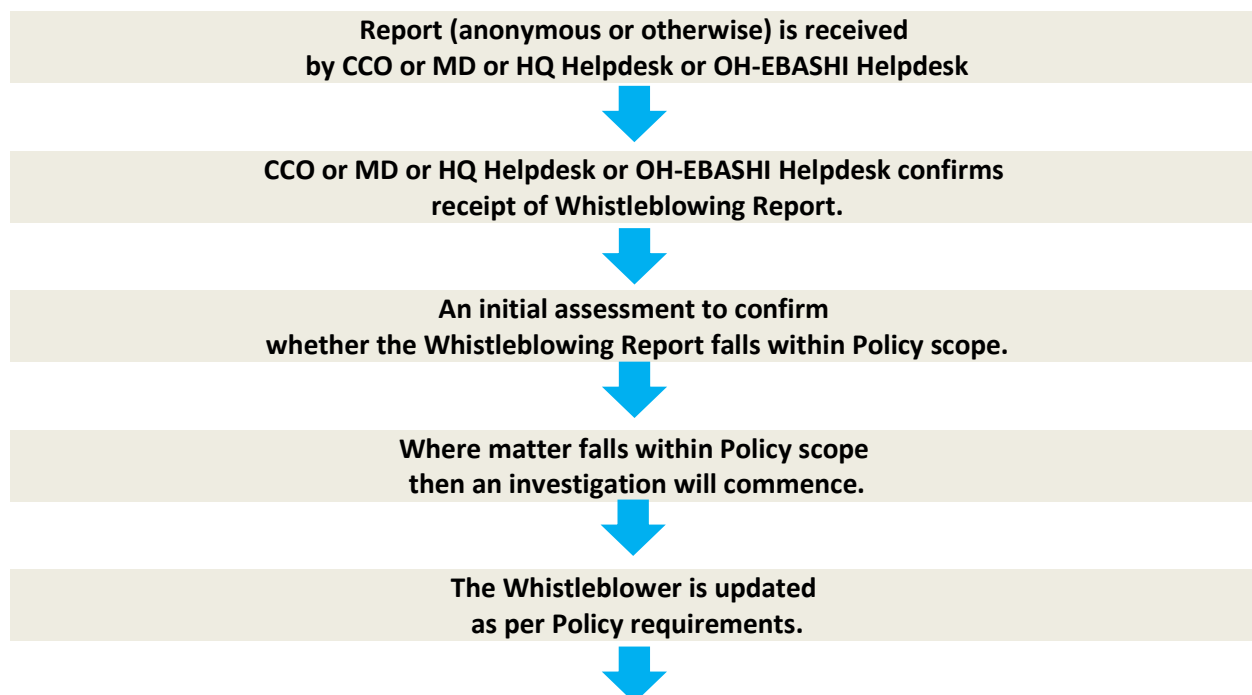 Report (anonymous or otherwise) is received
by CCO or MD or HQ Helpdesk or OH-EBASHI Helpdesk
CCO or MD or HQ Helpdesk or OH-EBASHI Helpdesk confirms
receipt of Whistleblowing Report.
An initial assessment to confirm
whether the Whistleblowing Report falls within Policy scope.
Where matter falls within Policy scope
then an investigation will commence.
The Whistleblower is updated
as per Policy requirements.